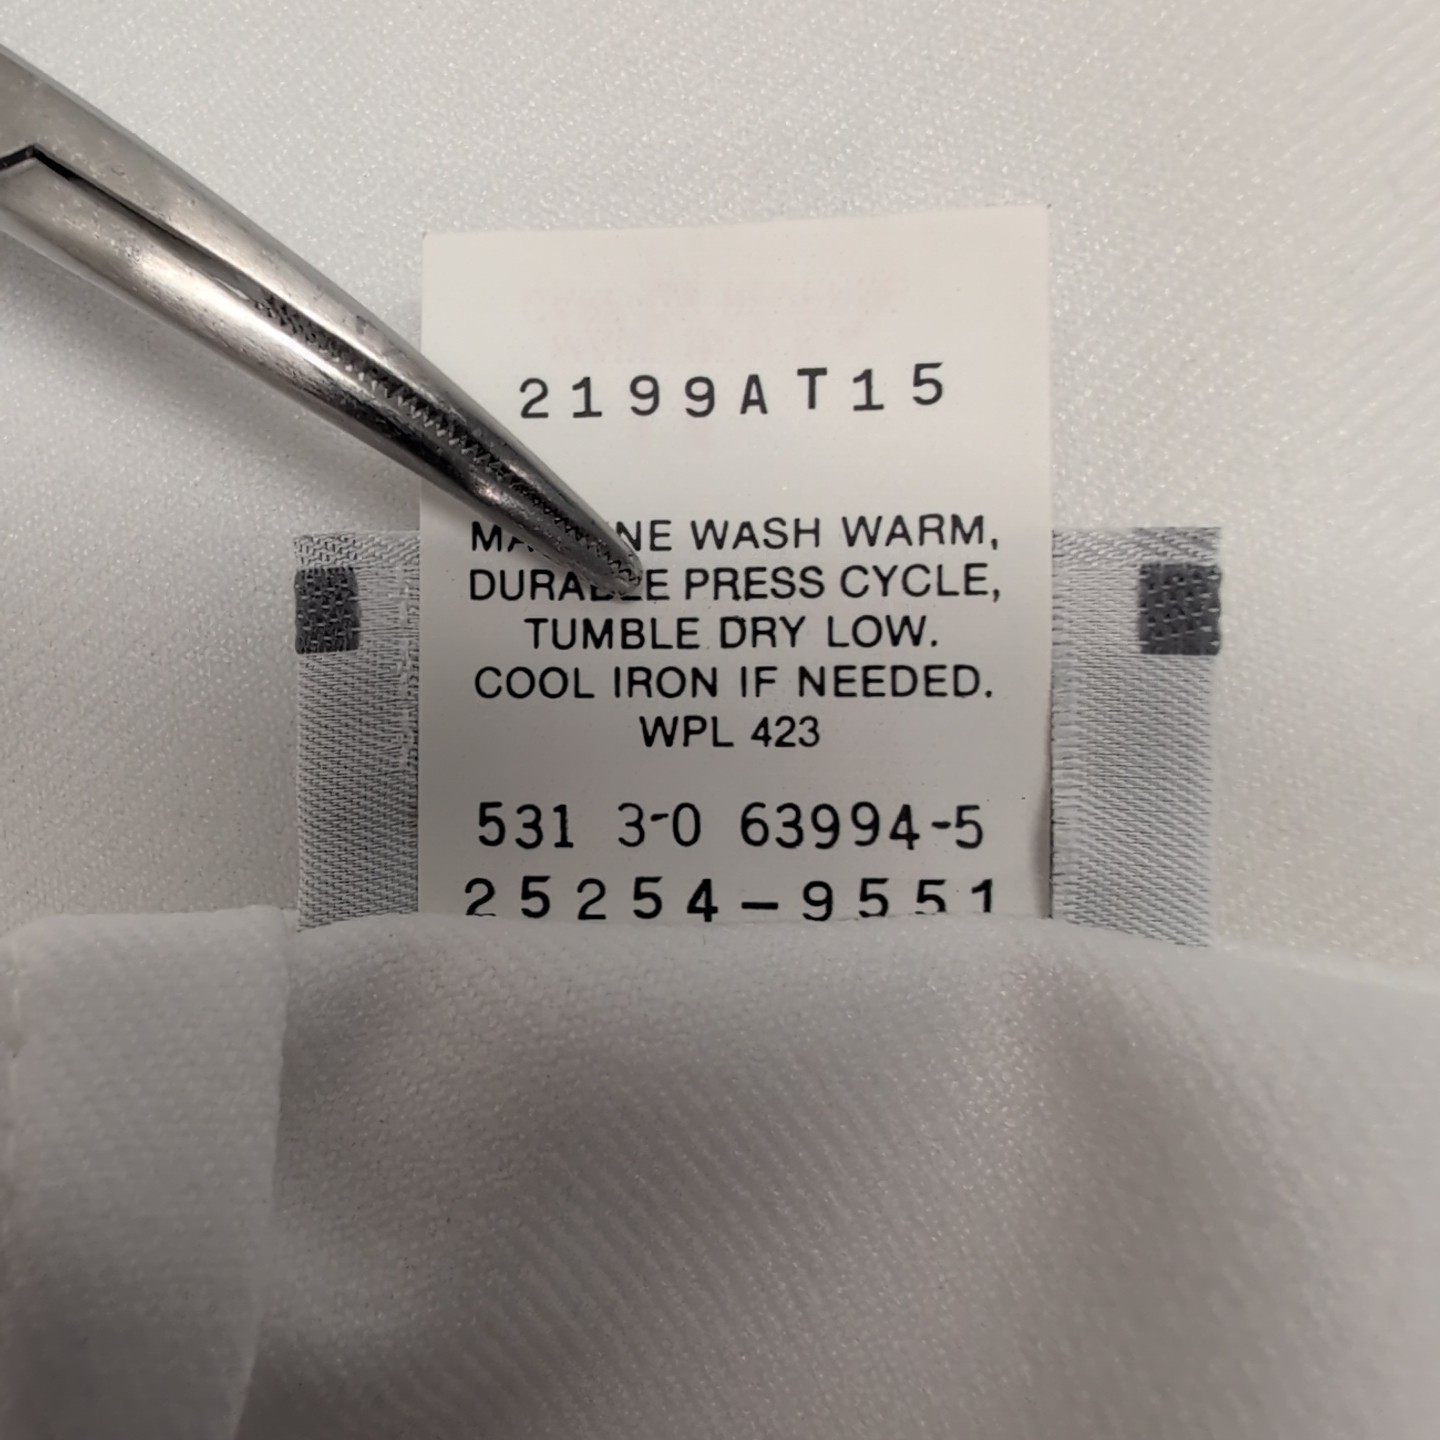 2199AT15
MACHINE WASH WARM,
DURABLE PRESS CYCLE,
TUMBLE DRY LOW.
COOL IRON IF NEEDED.
WPL 423
531 3-0 63994-5
25254-9551